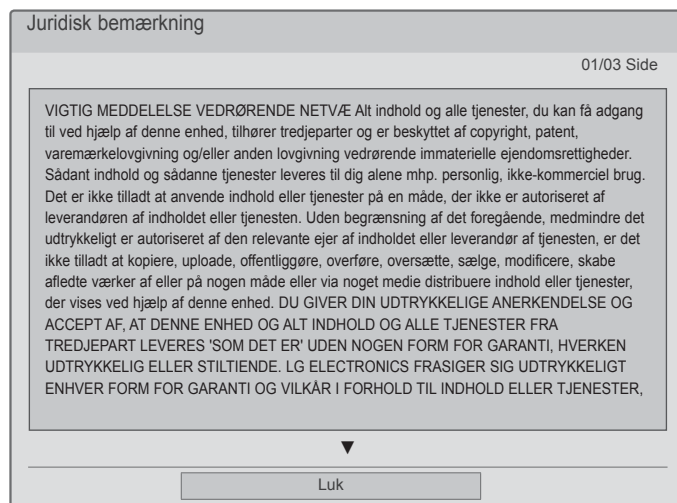 Juridisk bemærkning
01/03 Side
VIGTIG MEDDELELSE VEDRØRENDE NETVÆ Alt indhold og alle tjenester, du kan få adgang
til ved hjælp af denne enhed, tilhører tredjeparter og er beskyttet af copyright, patent,
varemærkelovgivning og/eller anden lovgivning vedrørende immaterielle ejendomsrettigheder.
Sådant indhold og sådanne tjenester leveres til dig alene mhp. personlig, ikke-kommerciel brug.
Det er ikke tilladt at anvende indhold eller tjenester på en måde, der ikke er autoriseret af
leverandøren af indholdet eller tjenesten. Uden begrænsning af det foregående, medmindre det
udtrykkeligt er autoriseret af den relevante ejer af indholdet eller leverandør af tjenesten, er det
ikke tilladt at kopiere, uploade, offentliggøre, overføre, oversætte, sælge, modificere, skabe
afledte værker af eller på nogen måde eller via noget medie distribuere indhold eller tjenester,
der vises ved hjælp af denne enhed. DU GIVER DIN UDTRYKKELIGE ANERKENDELSE OG
ACCEPT AF, AT DENNE ENHED OG ALT INDHOLD OG ALLE TJENESTER FRA
TREDJEPART LEVERES 'SOM DET ER' UDEN NOGEN FORM FOR GARANTI, HVERKEN
UDTRYKKELIG ELLER STILTIENDE. LG ELECTRONICS FRASIGER SIG UDTRYKKELIGT
ENHVER FORM FOR GARANTI OG VILKÅR I FORHOLD TIL INDHOLD ELLER TJENESTER,
▼
Luk